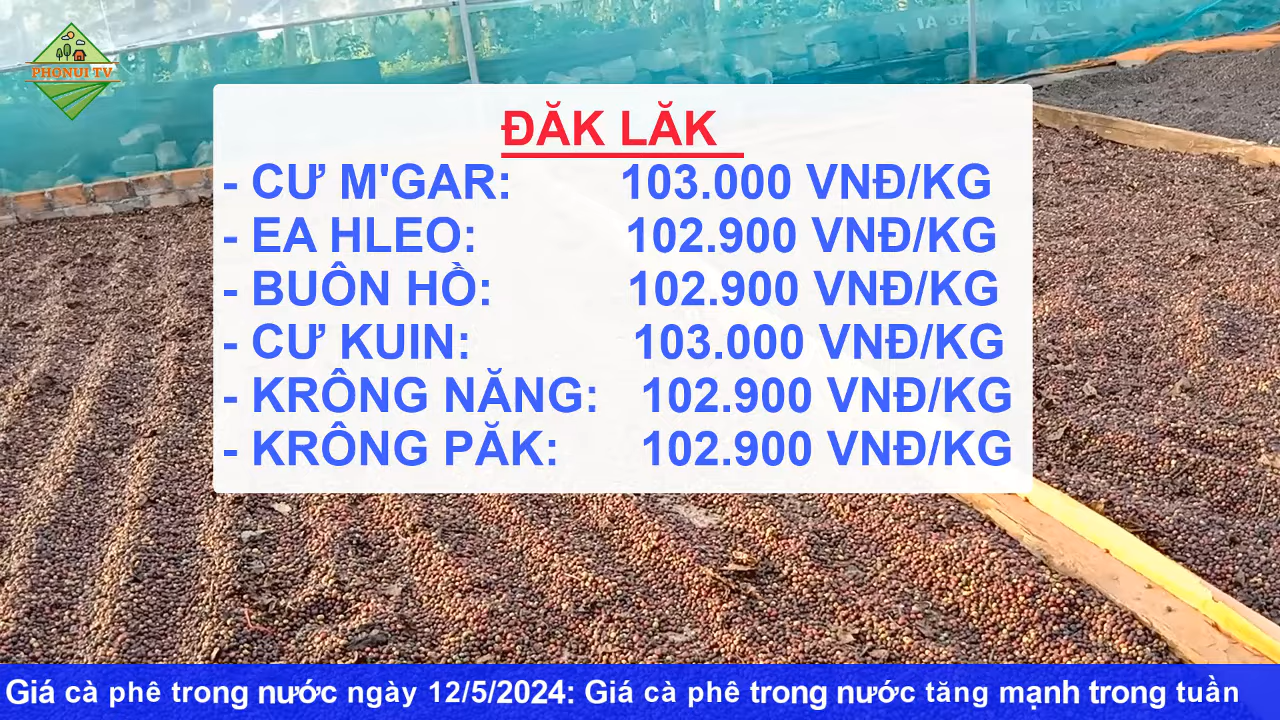 PHONUI TV
ĐĂK LĂK
- CƯ M'GAR: 103.000 VNĐ/KG
- EA HLEO: 102.900 VNĐ/KG
- BUÔN HỒ: 102.900 VNĐ/KG
- CƯ KUIN: 103.000 VNĐ/KG
- KRÔNG NĂNG: 102.900 VNĐ/KG
- KRÔNG PĂK: 102.900 VNĐ/KG
Giá cà phê trong nước ngày 12/5/2024: Giá cà phê trong nước tăng mạnh trong tuần